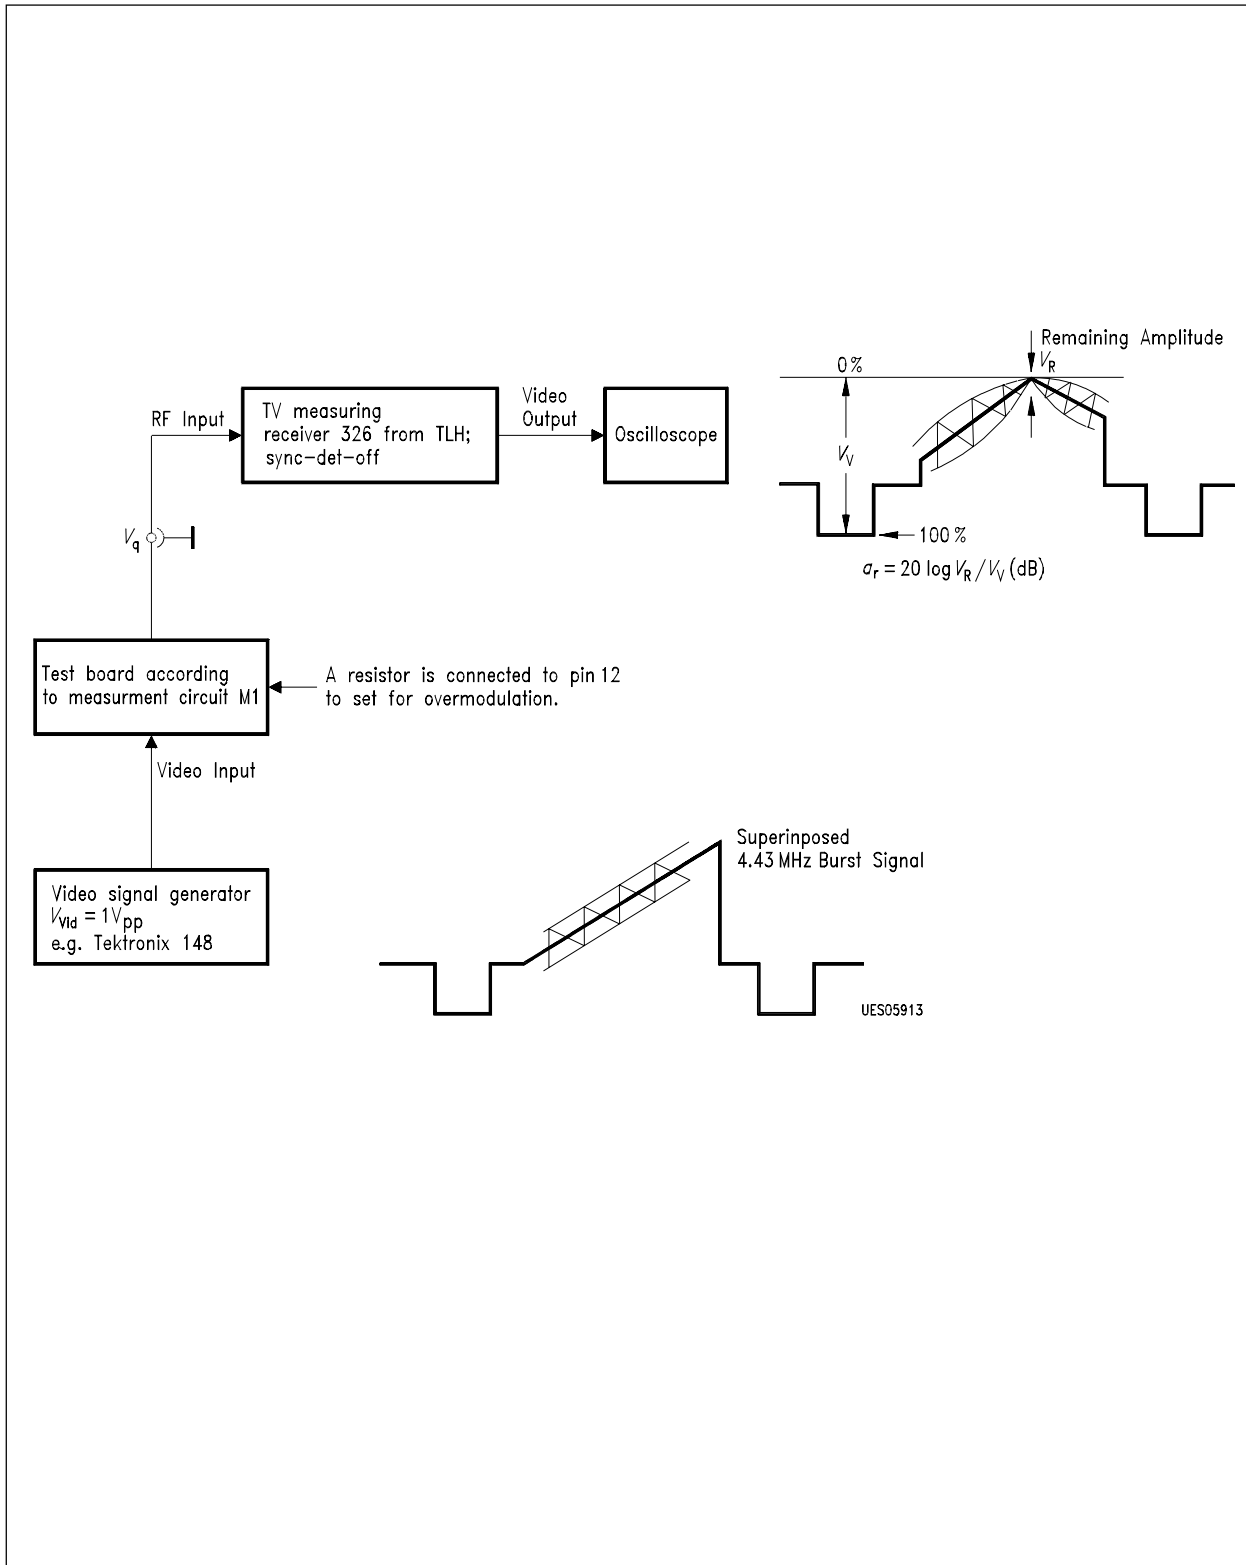 Remaining Amplitude
V_R
0%
RF Input
TV measuring
receiver 326 from TLH;
sync-det-off
Video
Output
Oscilloscope
V_V
100%
a_r = 20 log V_R / V_V (dB)
V_q
Test board according
to measurment circuit M1
A resistor is connected to pin 12
to set for overmodulation.
Video Input
Video signal generator
V_Vid = 1V_pp
e.g. Tektronix 148
Superinposed
4.43 MHz Burst Signal
UES05913